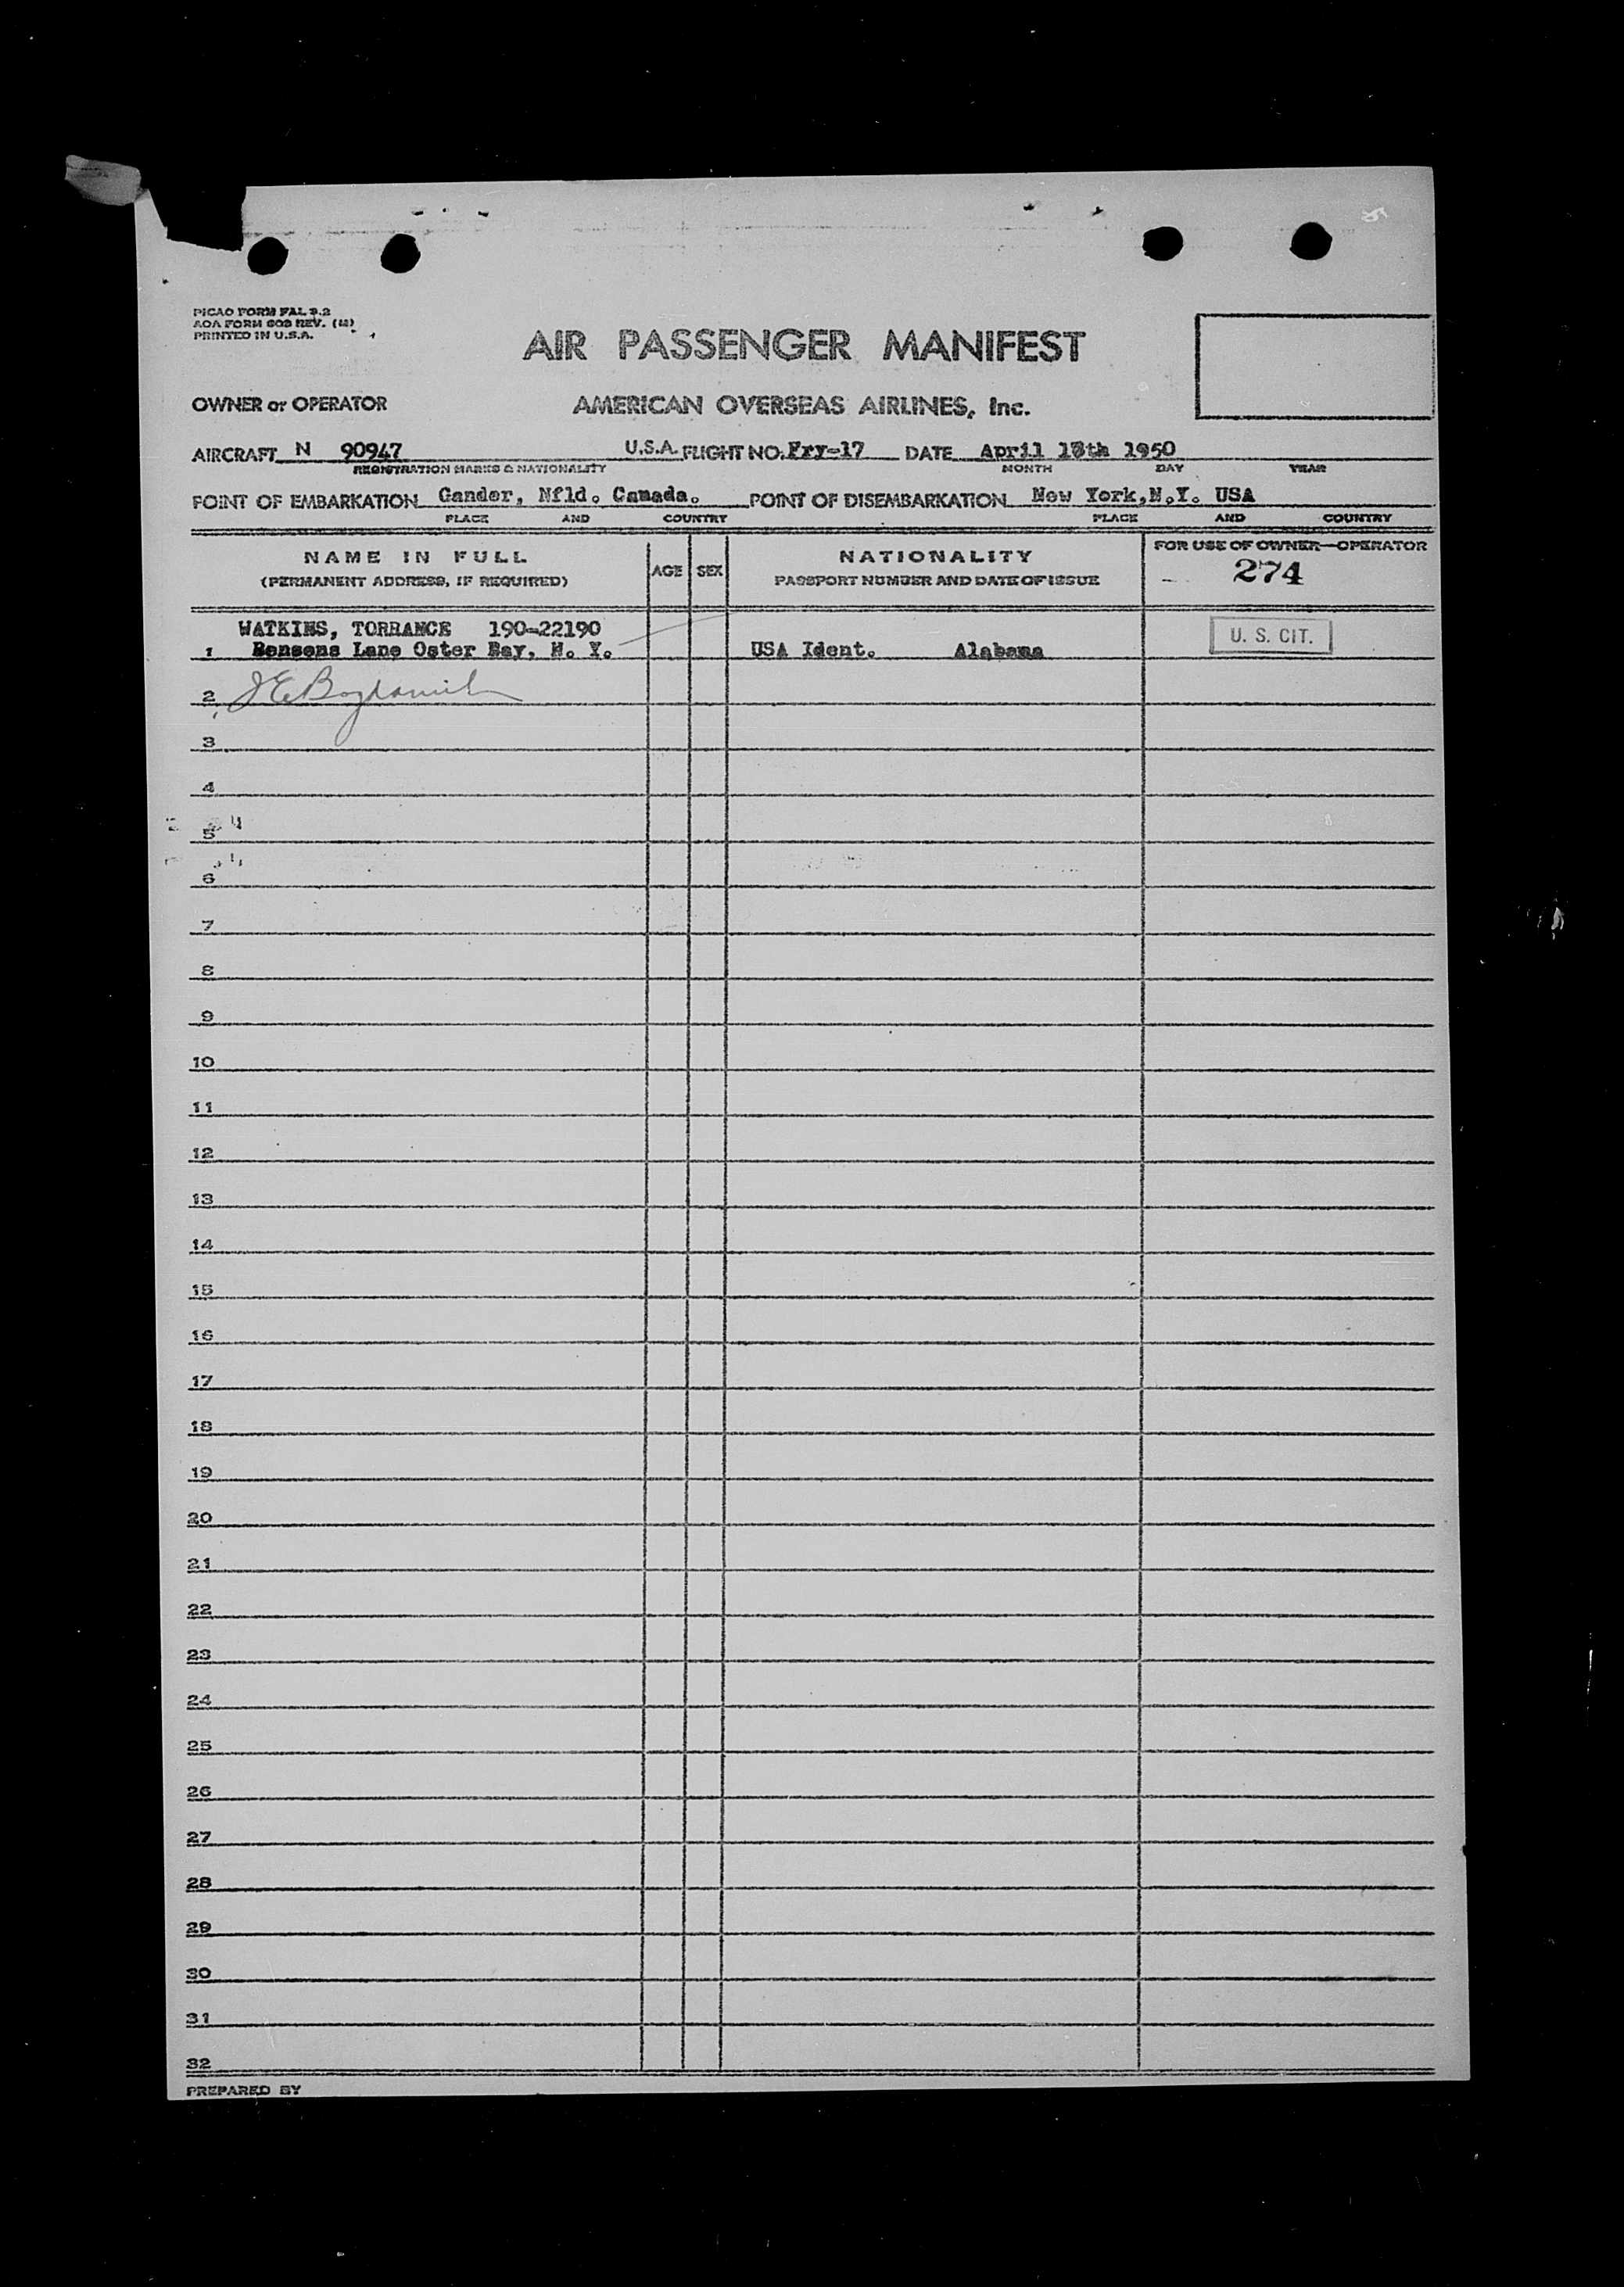 PICAO FORM FAL 9.2
AOA FORM 603 REV.
PRINTED IN U.S.A.
AIR PASSENGER MANIFEST
OWNER or OPERATOR AMERICAN OVERSEAS AIRLINES, Inc.
AIRCRAFT N 90947 U.S.A. FLIGHT NO. Fry-17 DATE April 1950
REGISTRATION MARKS & NATIONALITY MONTH DAY YEAR
POINT OF EMBARKATION Gander, Nfld. Canada. POINT OF DISEMBARKATION New York, N.Y. USA
PLACE AND COUNTRY PLACE AND COUNTRY
NAME IN FULL AGE SEX NATIONALITY FOR USE OF OWNER—OPERATOR
(PERMANENT ADDRESS, IF REQUIRED) PASSPORT NUMBER AND DATE OF ISSUE 274
WATKINS, TORRANCE 190-22190
1 Bensons Lane Oster Bay, N. Y. USA Ident. Alabama U. S. CIT.
2
3
4
5
6
7
8
9
10
11
12
13
14
15
16
17
18
19
20
21
22
23
24
25
26
27
28
29
30
31
32
PREPARED BY